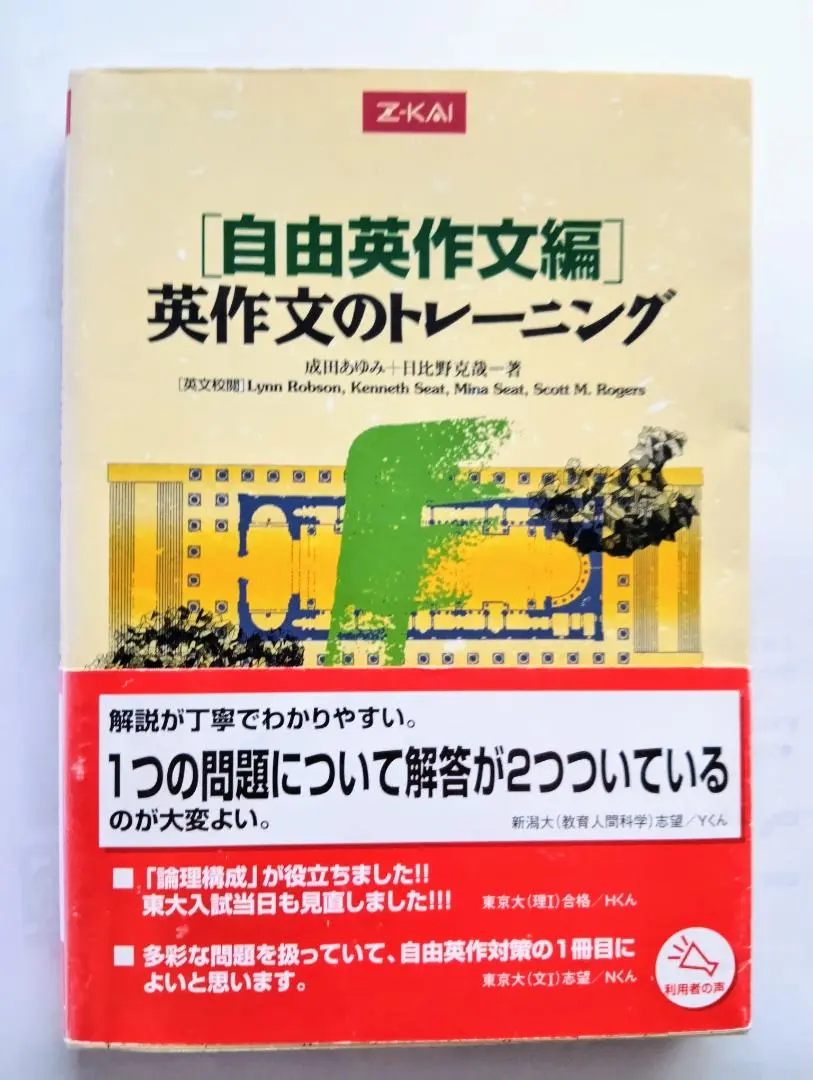 Z-KAI
[自由英作文編]
英作文のトレーニング
成田あゆみ+日比野克哉—著
[英文校閲]Lynn Robson, Kenneth Seat, Mina Seat, Scott M. Rogers
解説が丁寧でわかりやすい。
1つの問題について解答が2つついている
のが大変よい。
新潟大(教育人間科学)志望/Yくん
■「論理構成」が役立ちました!!
東大入試当日も見直しました!!!
東京大(理Ⅰ)合格/Hくん
■多彩な問題を扱っていて、自由英作対策の1冊目に
よいと思います。
東京大(文Ⅰ)志望/Nくん
利用者の声